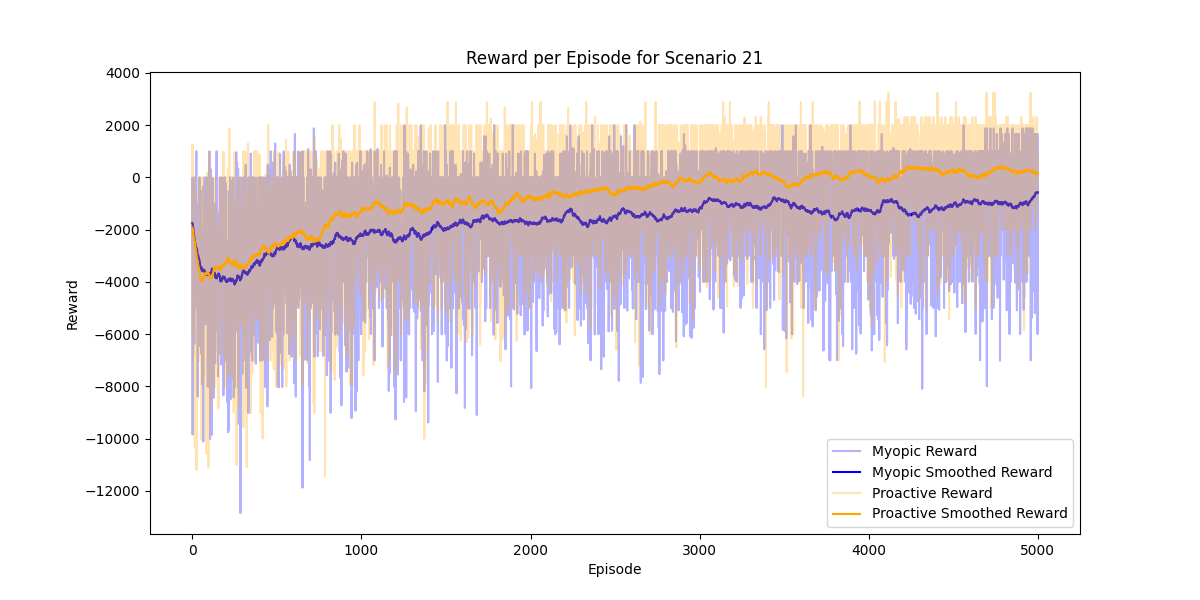 Reward per Episode for Scenario 21
4000
2000
0
−2000
−4000
−6000
−8000
−10000
−12000
Reward
0
1000
2000
3000
4000
5000
Episode
Myopic Reward
Myopic Smoothed Reward
Proactive Reward
Proactive Smoothed Reward